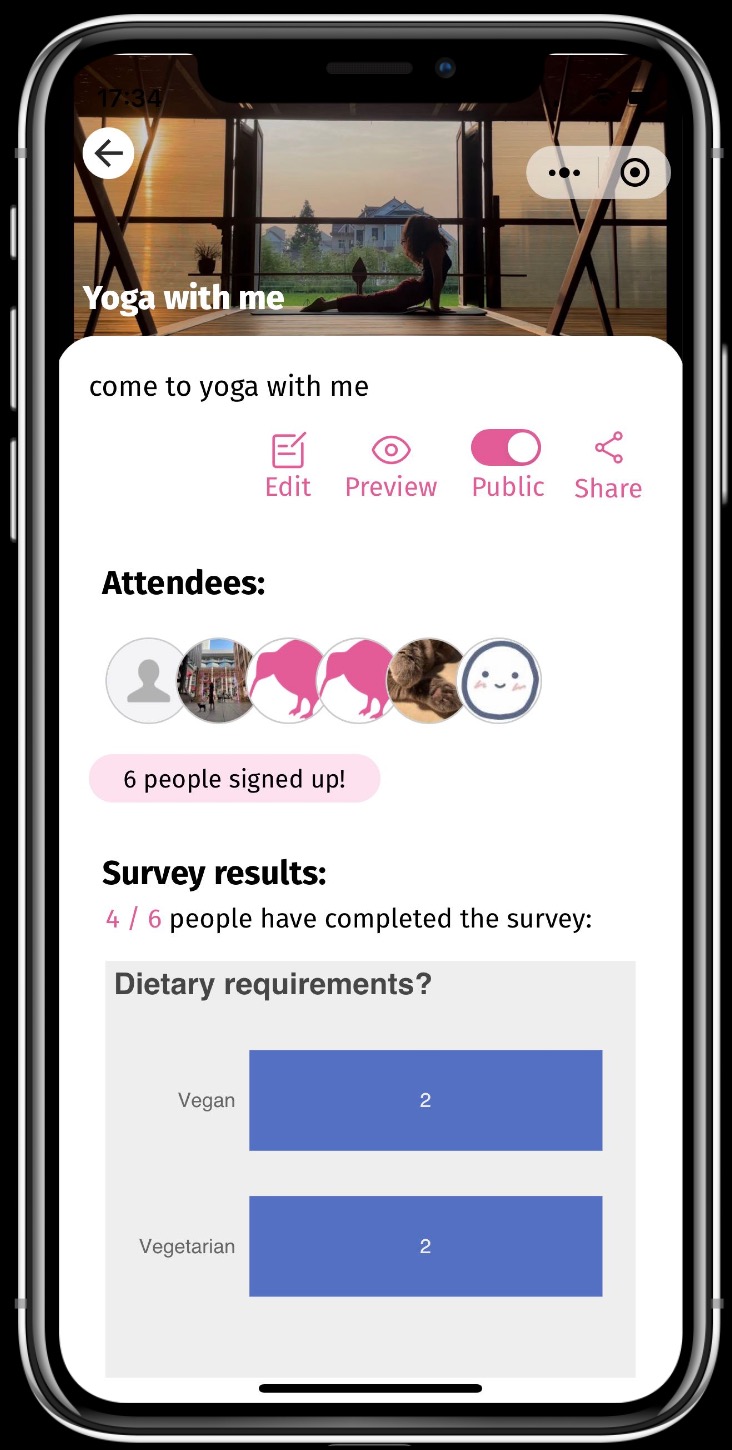 17:34
Yoga with me
come to yoga with me
Edit Preview Public Share
Attendees:
6 people signed up!
Survey results:
4 / 6 people have completed the survey:
Dietary requirements?
Vegan 2
Vegetarian 2